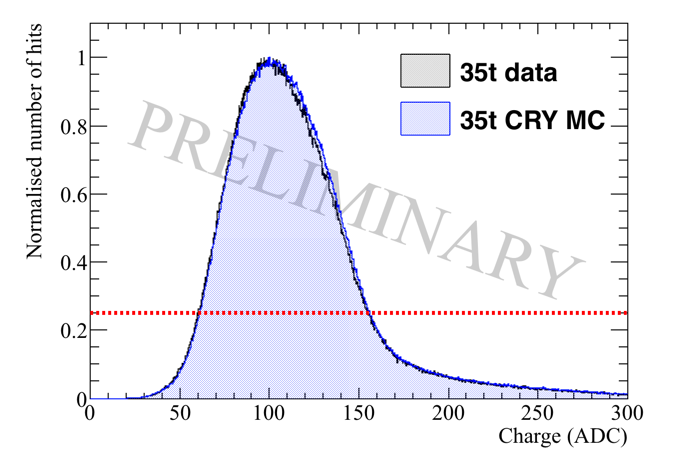 Normalised number of hits
1
0.8
0.6
0.4
0.2
0
35t data
35t CRY MC
PRELIMINARY
0 50 100 150 200 250 300
Charge (ADC)